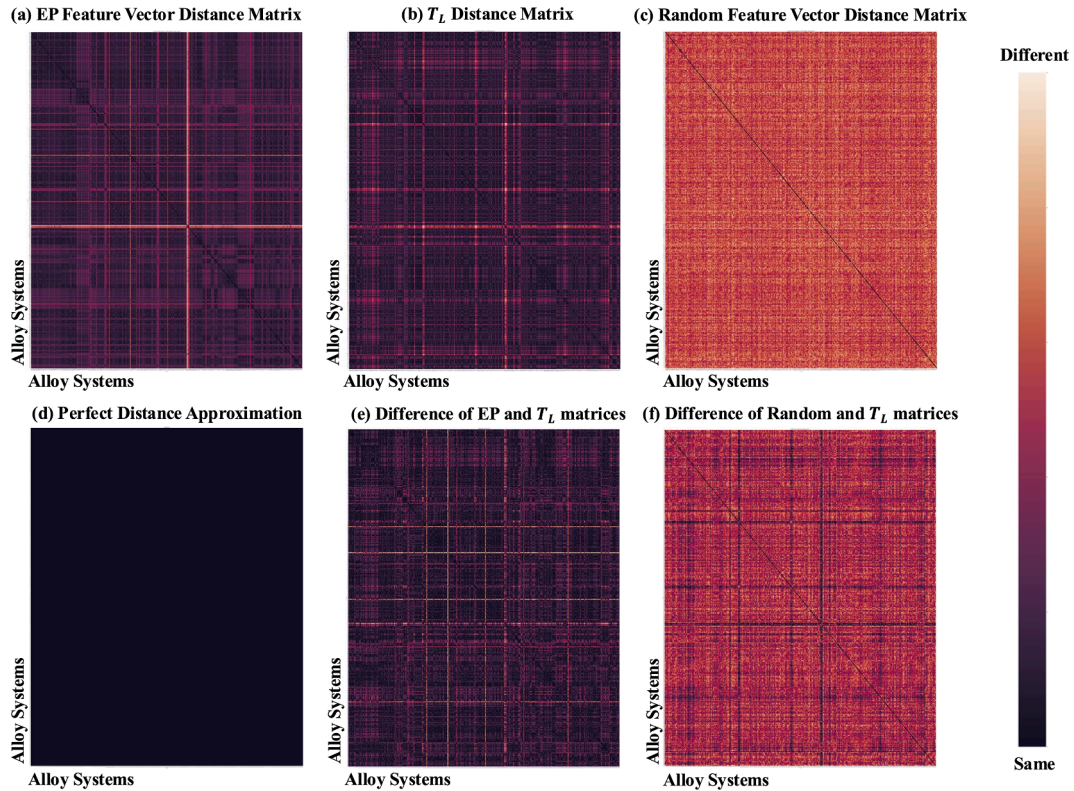 (a) EP Feature Vector Distance Matrix
(b) T_L Distance Matrix
(c) Random Feature Vector Distance Matrix
Different
Alloy Systems
Alloy Systems
Alloy Systems
Alloy Systems
Alloy Systems
Alloy Systems
(d) Perfect Distance Approximation
(e) Difference of EP and T_L matrices
(f) Difference of Random and T_L matrices
Alloy Systems
Alloy Systems
Alloy Systems
Same
Alloy Systems
Alloy Systems
Alloy Systems